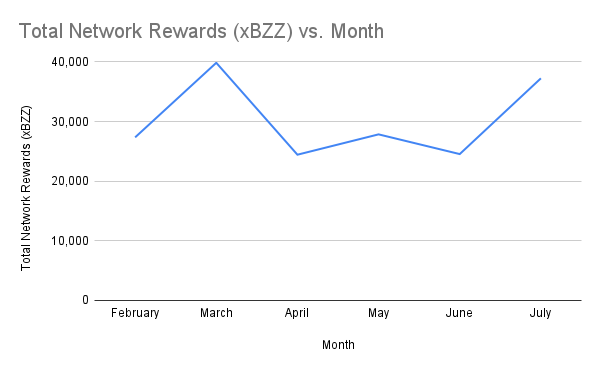 Total Network Rewards (xBZZ) vs. Month
Total Network Rewards (xBZZ)
40,000
30,000
20,000
10,000
0
February March April May June July
Month